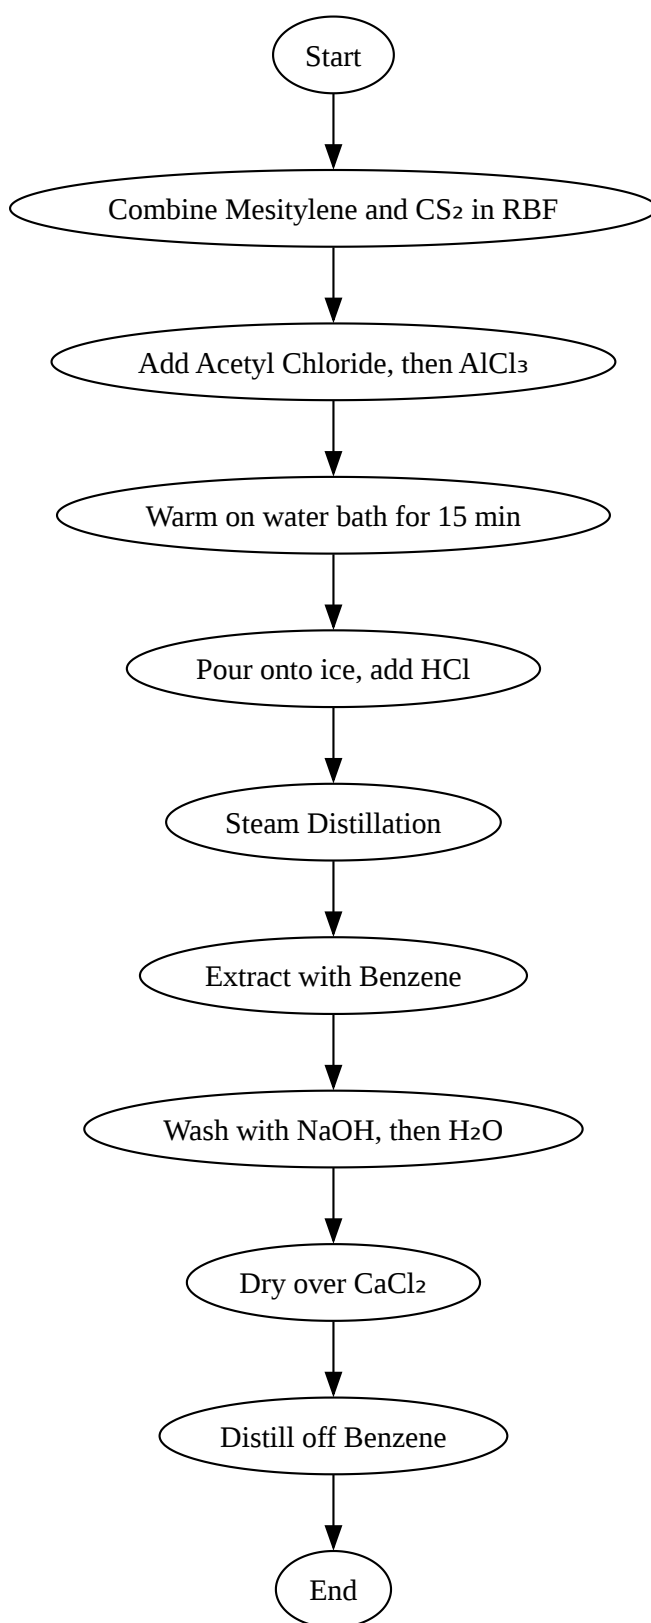 Start
Combine Mesitylene and CS₂ in RBF
Add Acetyl Chloride, then AlCl₃
Warm on water bath for 15 min
Pour onto ice, add HCl
Steam Distillation
Extract with Benzene
Wash with NaOH, then H₂O
Dry over CaCl₂
Distill off Benzene
End